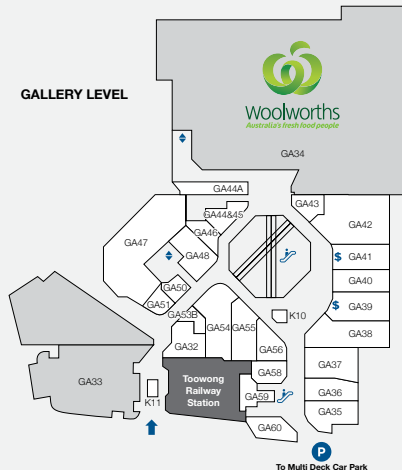 GALLERY LEVEL
Woolworths
Australia's fresh food people
GA34
GA44A
GA43
GA44&45
GA42
GA46
GA47
GA48
$ GA41
GA50
GA40
GA51
$ GA39
GA53B
K10
GA54
GA55
GA38
GA32
GA56
GA37
GA58
GA33
Toowong
Railway
Station
GA36
K11
GA59
GA35
GA60
P
To Multi Deck Car Park